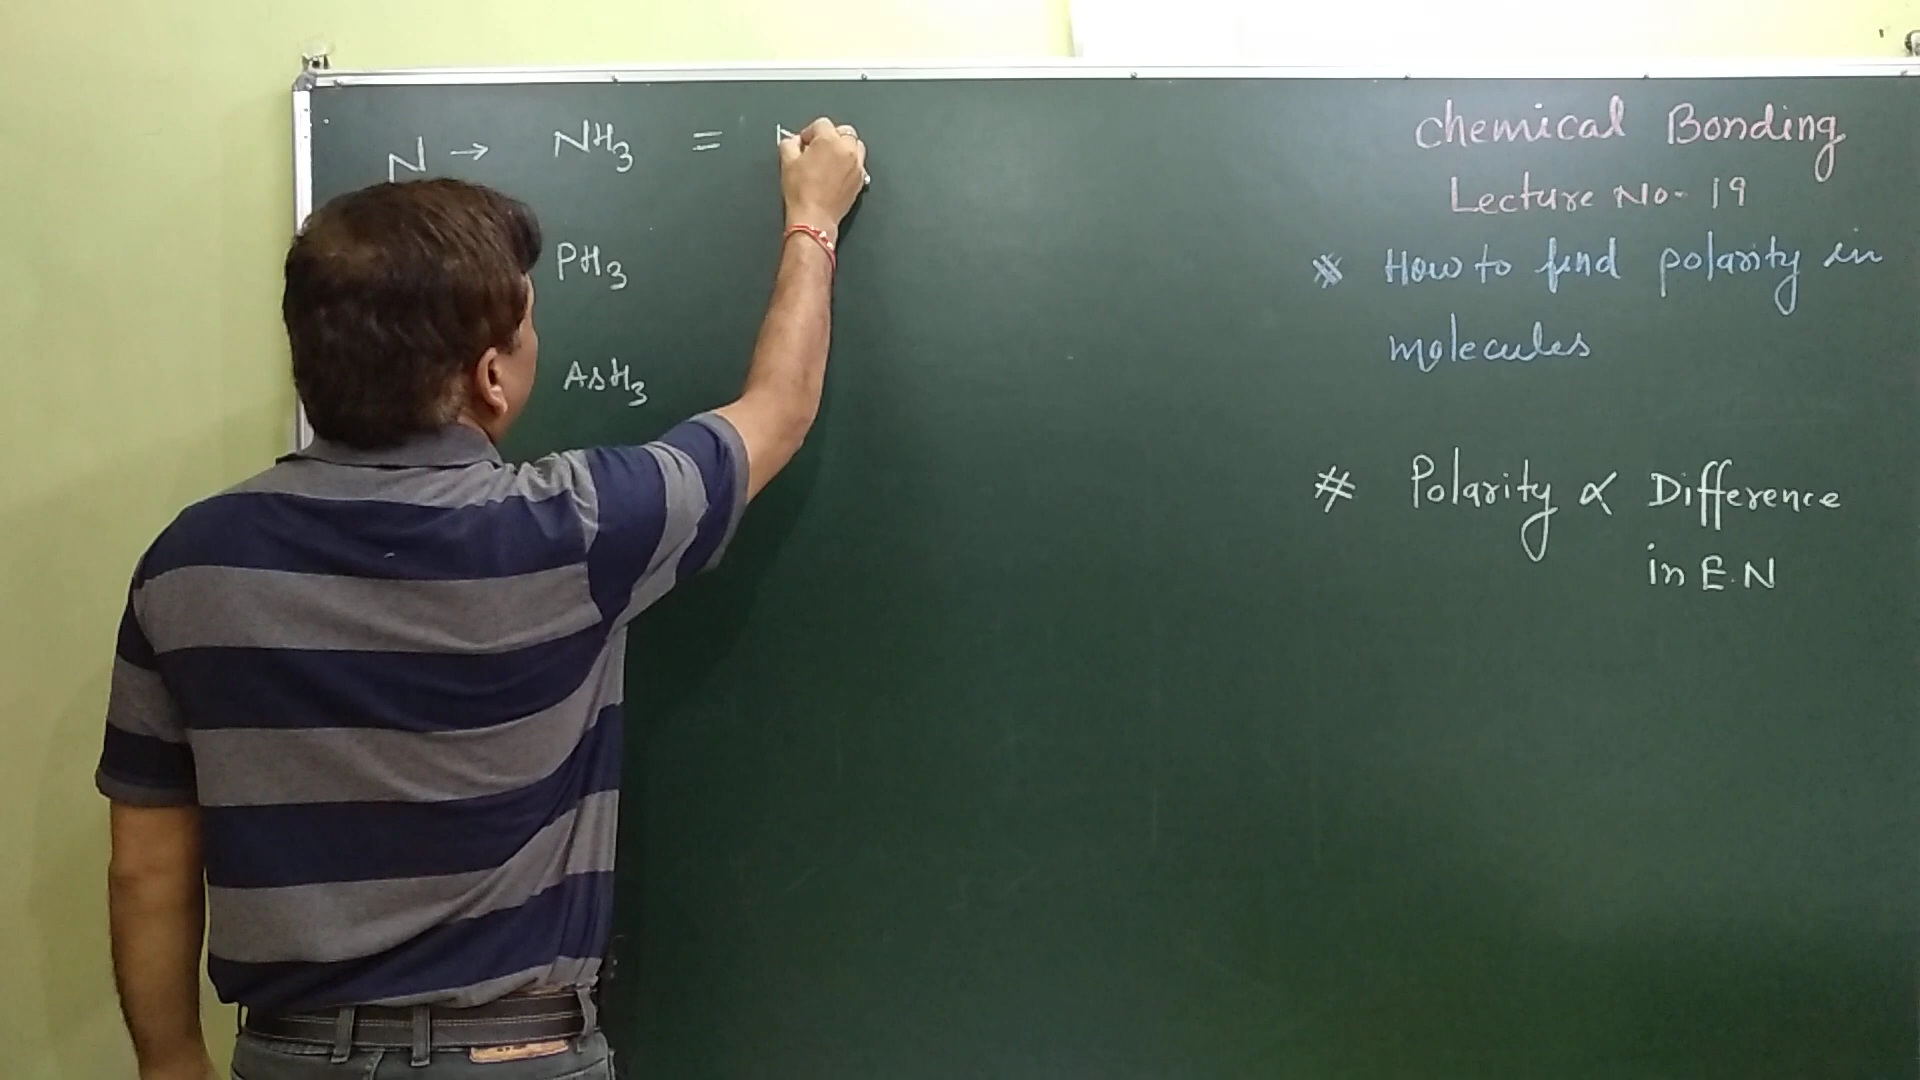 N → NH3 = N
PH3
AsH3
Chemical Bonding
Lecture No- 19
* How to find polarity in
molecules
# Polarity ∝ Difference
in E.N